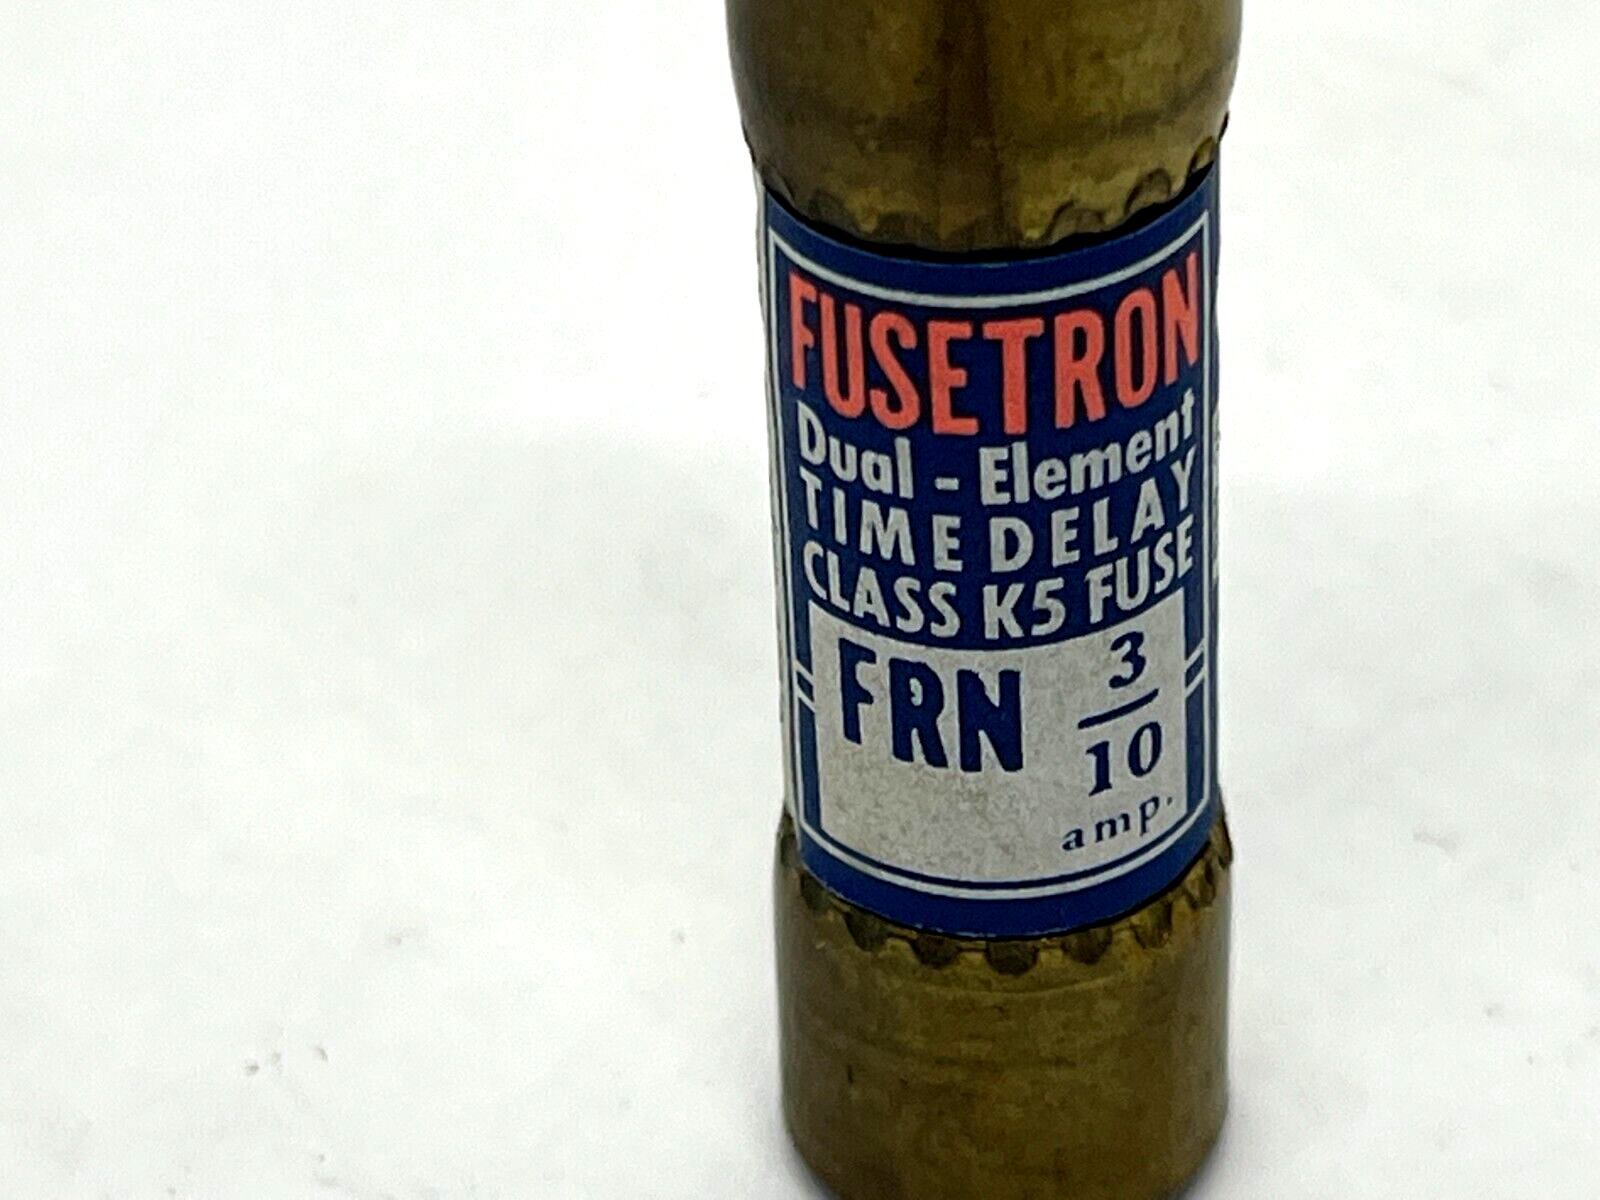 FUSETRON
Dual - Element
TIME DELAY
CLASS K5 FUSE
FRN 3/10
amp.